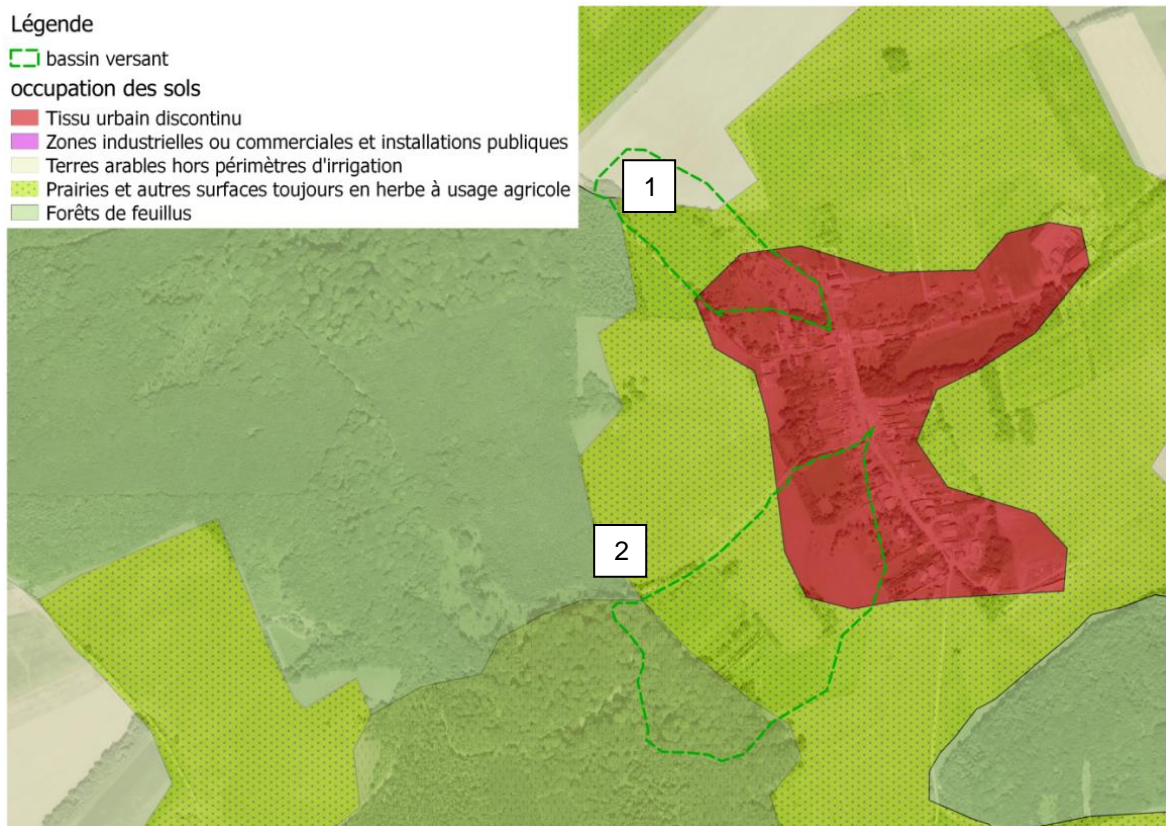 Légende
bassin versant
occupation des sols
Tissu urbain discontinu
Zones industrielles ou commerciales et installations publiques
Terres arables hors périmètres d'irrigation
Prairies et autres surfaces toujours en herbe à usage agricole
Forêts de feuillus
1
2